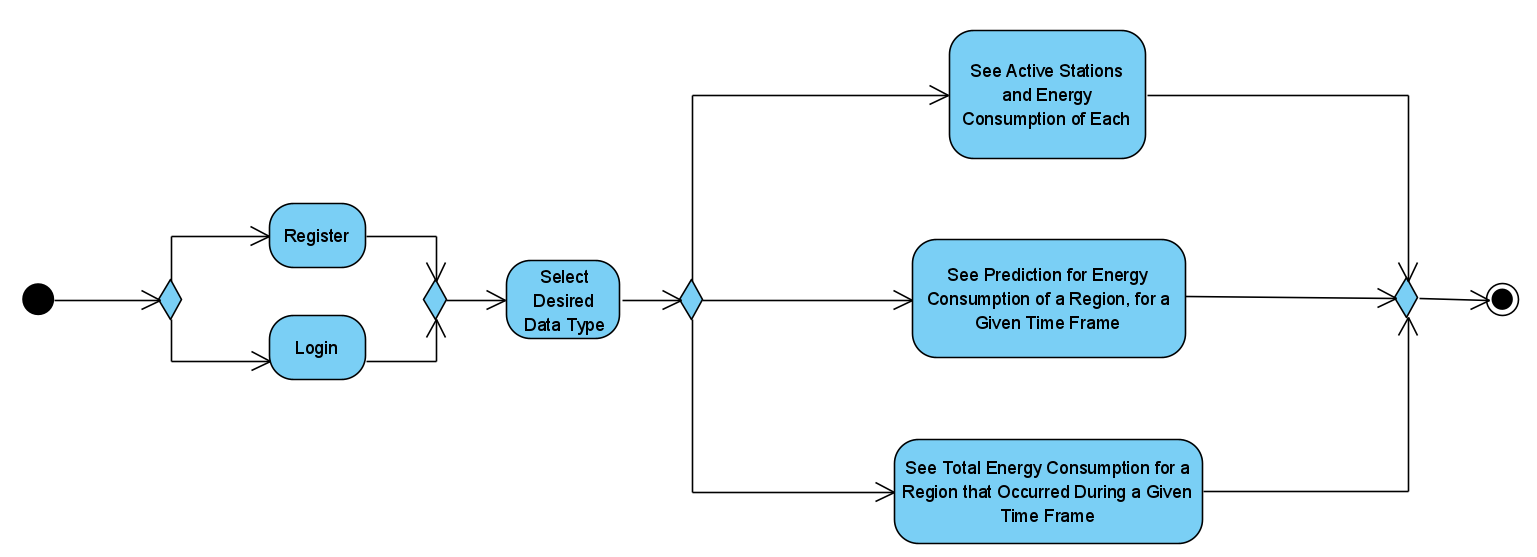 Register
Login
Select
Desired
Data Type
See Active Stations
and Energy
Consumption of Each
See Prediction for Energy
Consumption of a Region, for a
Given Time Frame
See Total Energy Consumption for a
Region that Occurred During a Given
Time Frame